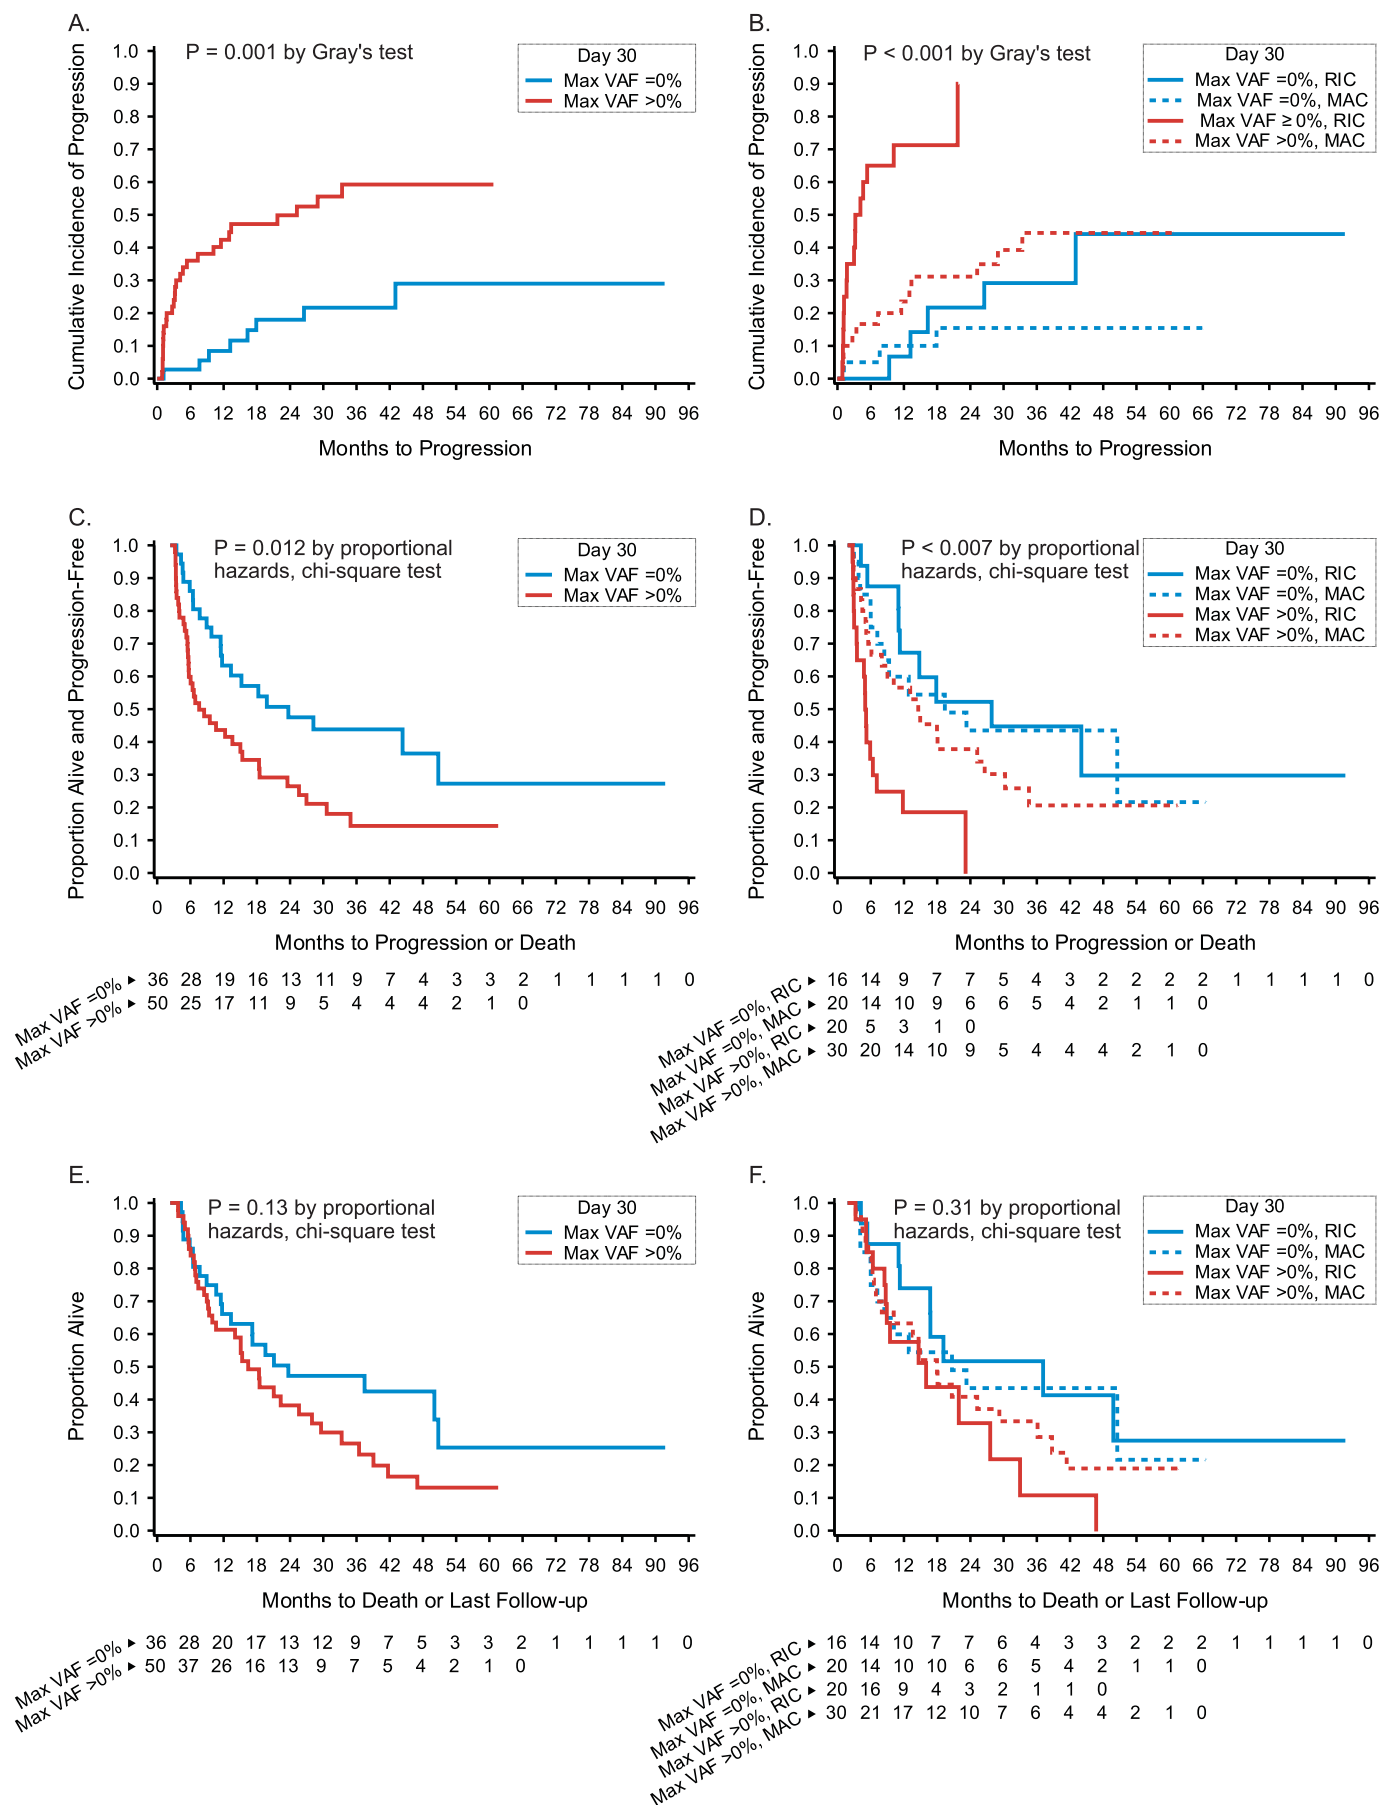 A.
P = 0.001 by Gray's test
Day 30
Max VAF =0%
Max VAF >0%
Cumulative Incidence of Progression
1.0
0.9
0.8
0.7
0.6
0.5
0.4
0.3
0.2
0.1
0.0
0 6 12 18 24 30 36 42 48 54 60 66 72 78 84 90 96
Months to Progression
B.
P < 0.001 by Gray's test
Day 30
Max VAF =0%, RIC
Max VAF =0%, MAC
Max VAF ≥ 0%, RIC
Max VAF >0%, MAC
Cumulative Incidence of Progression
1.0
0.9
0.8
0.7
0.6
0.5
0.4
0.3
0.2
0.1
0.0
0 6 12 18 24 30 36 42 48 54 60 66 72 78 84 90 96
Months to Progression
C.
P = 0.012 by proportional
hazards, chi-square test
Day 30
Max VAF =0%
Max VAF >0%
Proportion Alive and Progression-Free
1.0
0.9
0.8
0.7
0.6
0.5
0.4
0.3
0.2
0.1
0.0
0 6 12 18 24 30 36 42 48 54 60 66 72 78 84 90 96
Months to Progression or Death
Max VAF =0% 36 28 19 16 13 11 9 7 4 3 3 2 1 1 1 1 0
Max VAF >0% 50 25 17 11 9 5 4 4 4 2 1 0
D.
P < 0.007 by proportional
hazards, chi-square test
Day 30
Max VAF =0%, RIC
Max VAF =0%, MAC
Max VAF >0%, RIC
Max VAF >0%, MAC
Proportion Alive and Progression-Free
1.0
0.9
0.8
0.7
0.6
0.5
0.4
0.3
0.2
0.1
0.0
0 6 12 18 24 30 36 42 48 54 60 66 72 78 84 90 96
Months to Progression or Death
Max VAF =0%, RIC 16 14 9 7 7 5 4 3 2 2 2 2 1 1 1 1 0
Max VAF =0%, MAC 20 14 10 9 6 6 5 4 2 1 1 0
Max VAF >0%, RIC 20 5 3 1 0
Max VAF >0%, MAC 30 20 14 10 9 5 4 4 4 2 1 0
E.
P = 0.13 by proportional
hazards, chi-square test
Day 30
Max VAF =0%
Max VAF >0%
Proportion Alive
1.0
0.9
0.8
0.7
0.6
0.5
0.4
0.3
0.2
0.1
0.0
0 6 12 18 24 30 36 42 48 54 60 66 72 78 84 90 96
Months to Death or Last Follow-up
Max VAF =0% 36 28 20 17 13 12 9 7 5 3 3 2 1 1 1 1 0
Max VAF >0% 50 37 26 16 13 9 7 5 4 2 1 0
F.
P = 0.31 by proportional
hazards, chi-square test
Day 30
Max VAF =0%, RIC
Max VAF =0%, MAC
Max VAF >0%, RIC
Max VAF >0%, MAC
Proportion Alive
1.0
0.9
0.8
0.7
0.6
0.5
0.4
0.3
0.2
0.1
0.0
0 6 12 18 24 30 36 42 48 54 60 66 72 78 84 90 96
Months to Death or Last Follow-up
Max VAF =0%, RIC 16 14 10 7 7 6 4 3 3 2 2 2 1 1 1 1 0
Max VAF =0%, MAC 20 14 10 10 6 6 5 4 2 1 1 0
Max VAF >0%, RIC 20 16 9 4 3 2 1 1 0
Max VAF >0%, MAC 30 21 17 12 10 7 6 4 4 2 1 0